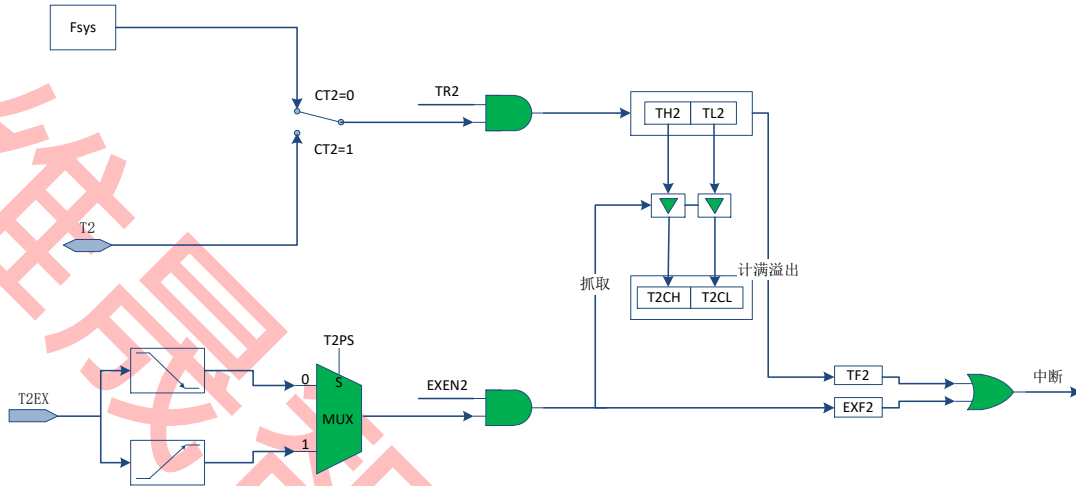 Fsys
CT2=0
TR2
TH2 TL2
CT2=1
T2
抓取
计满溢出
T2CH T2CL
T2PS
S
0
MUX
1
T2EX
EXEN2
TF2
EXF2
中断